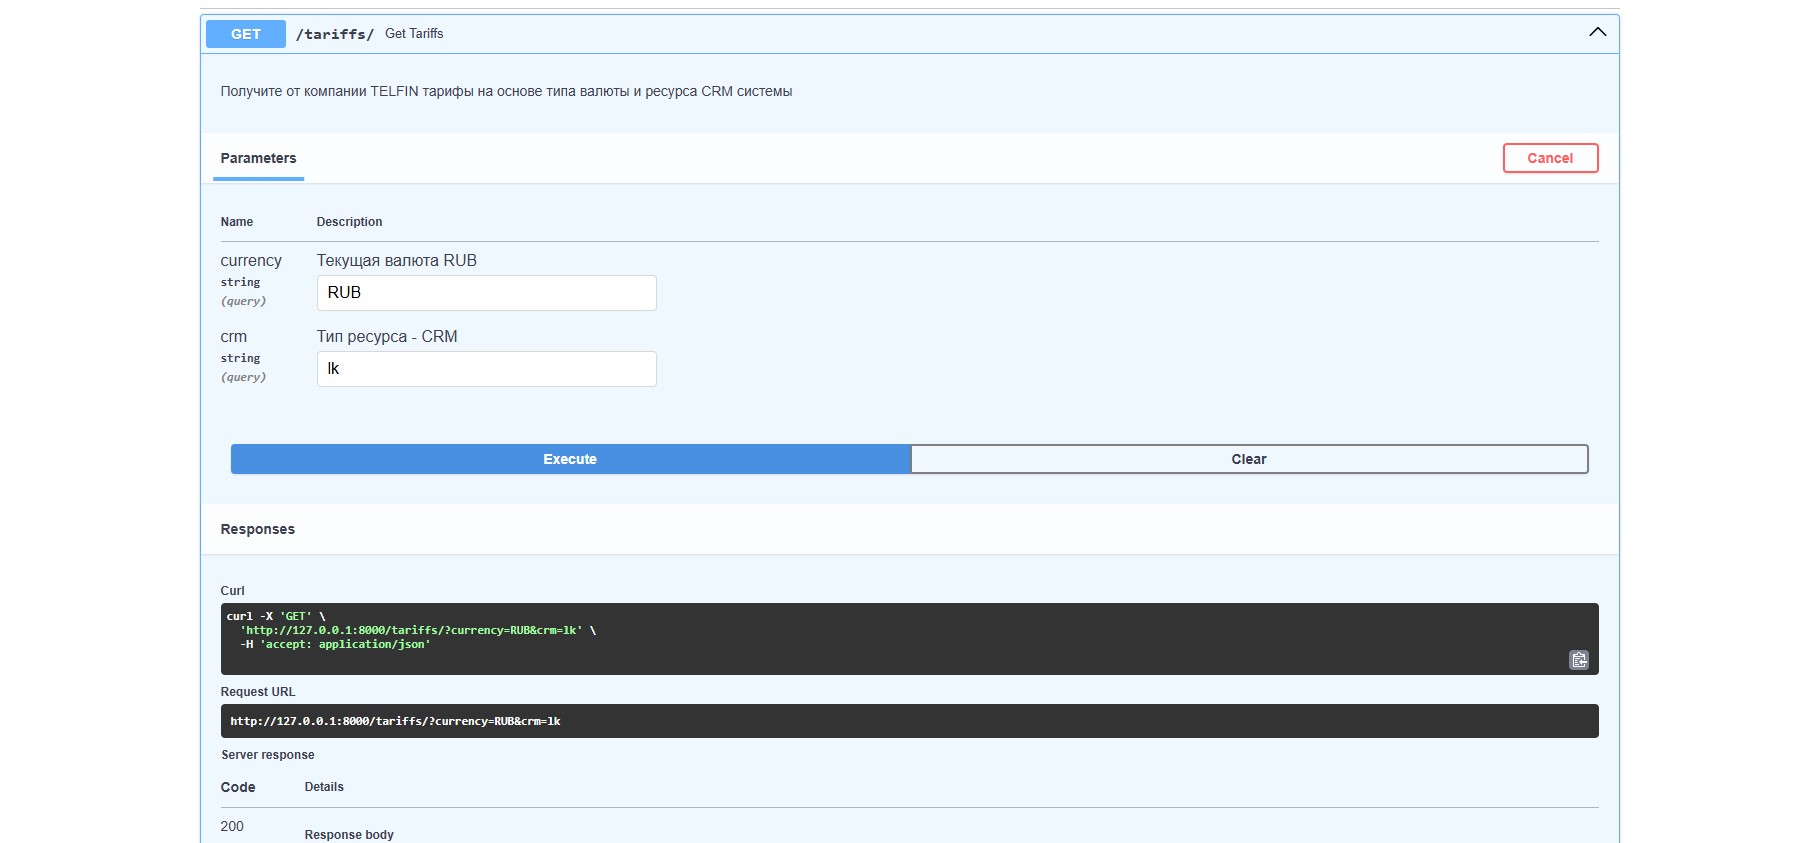 GET /tariffs/ Get Tariffs
Получите от компании TELFIN тарифы на основе типа валюты и ресурса CRM системы
Parameters
Cancel
Name Description
currency Текущая валюта RUB
string
(query)
RUB
crm Тип ресурса - CRM
string
(query)
lk
Execute
Clear
Responses
Curl
curl -X 'GET' \
'http://127.0.0.1:8000/tariffs/?currency=RUB&crm=lk' \
-H 'accept: application/json'
Request URL
http://127.0.0.1:8000/tariffs/?currency=RUB&crm=lk
Server response
Code Details
200
Response body